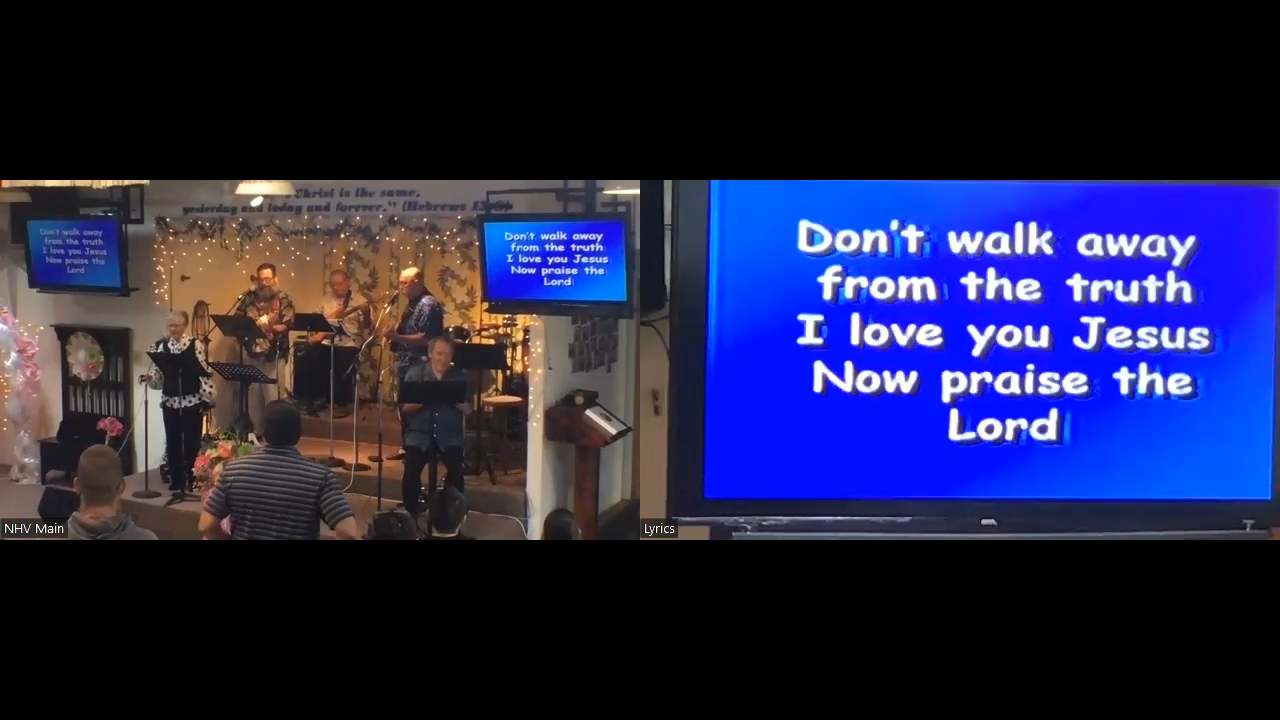 Christ is the same,
yesterday and today and forever." (Hebrews
Don't walk away
from the truth
I love you Jesus
Now praise the
Lord
Don't walk away
from the truth
I love you Jesus
Now praise the
Lord
NHV Main
Don't walk away
from the truth
I love you Jesus
Now praise the
Lord
Lyrics